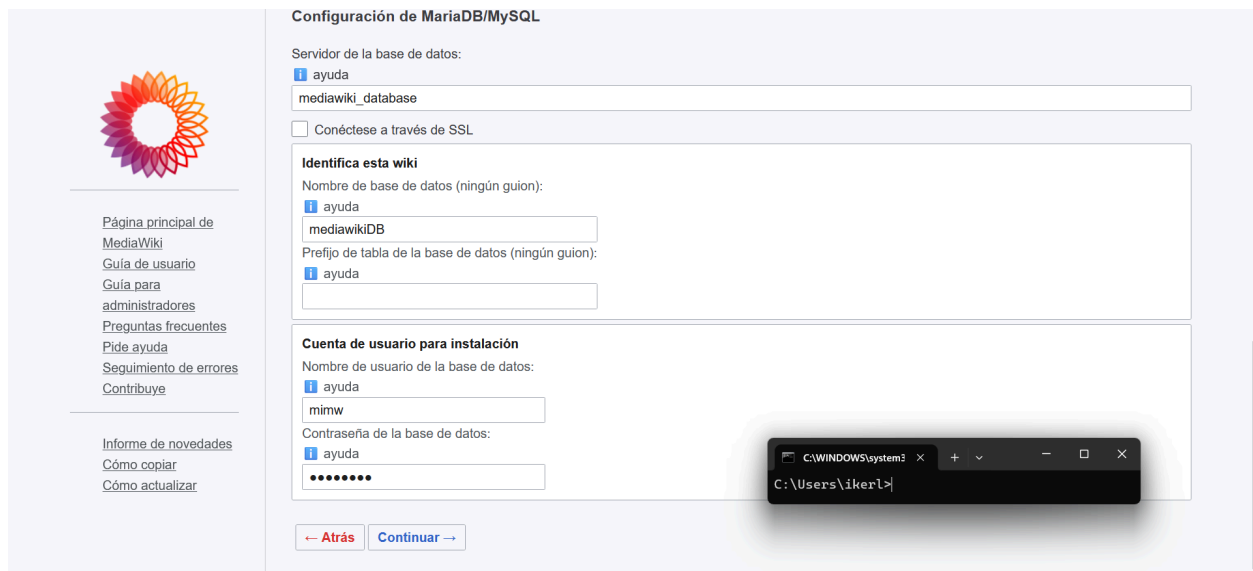 Configuración de MariaDB/MySQL
Servidor de la base de datos:
ayuda
mediawiki_database
Conéctese a través de SSL
Identifica esta wiki
Nombre de base de datos (ningún guion):
ayuda
mediawikiDB
Prefijo de tabla de la base de datos (ningún guion):
ayuda
Cuenta de usuario para instalación
Nombre de usuario de la base de datos:
ayuda
mimw
Contraseña de la base de datos:
ayuda
••••••••
← Atrás
Continuar →
Página principal de
MediaWiki
Guía de usuario
Guía para
administradores
Preguntas frecuentes
Pide ayuda
Seguimiento de errores
Contribuye
Informe de novedades
Cómo copiar
Cómo actualizar
C:\WINDOWS\system3
C:\Users\ikerl>